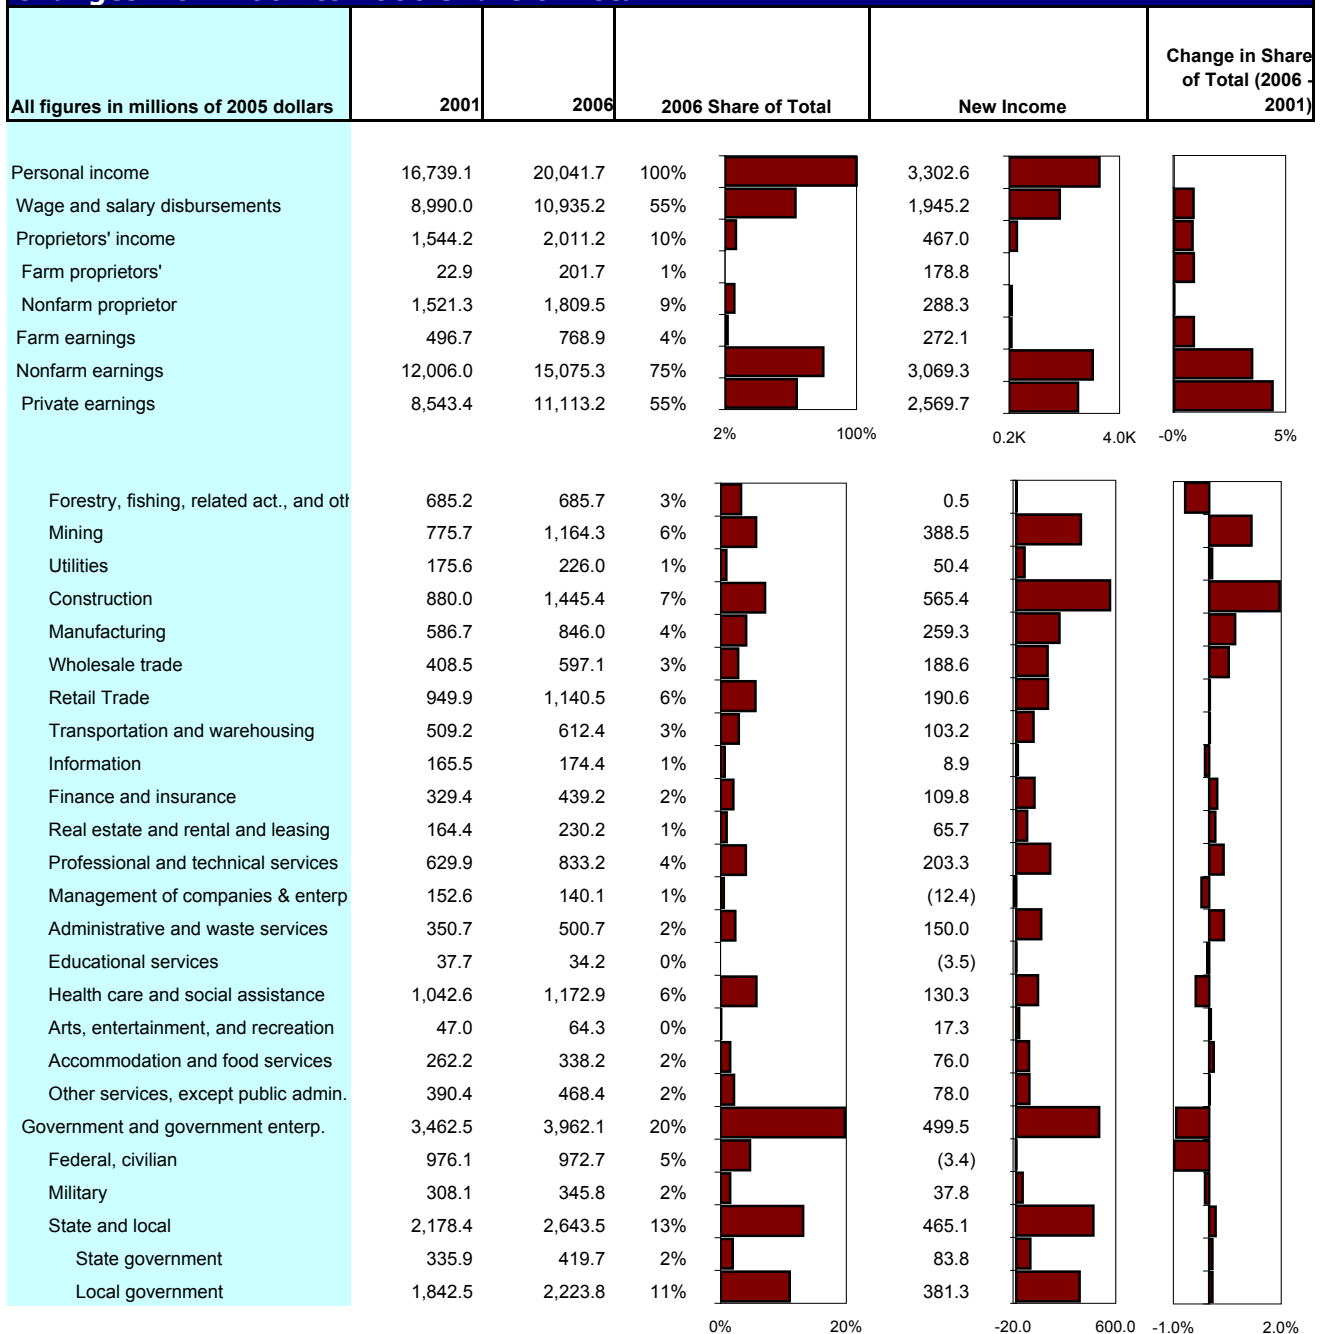 Change in Share
of Total (2006 -
All figures in millions of 2005 dollars 2001 2006 2006 Share of Total New Income 2001)
Personal income 16,739.1 20,041.7 100% 3,302.6
Wage and salary disbursements 8,990.0 10,935.2 55% 1,945.2
Proprietors' income 1,544.2 2,011.2 10% 467.0
Farm proprietors' 22.9 201.7 1% 178.8
Nonfarm proprietor 1,521.3 1,809.5 9% 288.3
Farm earnings 496.7 768.9 4% 272.1
Nonfarm earnings 12,006.0 15,075.3 75% 3,069.3
Private earnings 8,543.4 11,113.2 55% 2,569.7
2% 100% 0.2K 4.0K -0% 5%
Forestry, fishing, related act., and oth 685.2 685.7 3% 0.5
Mining 775.7 1,164.3 6% 388.5
Utilities 175.6 226.0 1% 50.4
Construction 880.0 1,445.4 7% 565.4
Manufacturing 586.7 846.0 4% 259.3
Wholesale trade 408.5 597.1 3% 188.6
Retail Trade 949.9 1,140.5 6% 190.6
Transportation and warehousing 509.2 612.4 3% 103.2
Information 165.5 174.4 1% 8.9
Finance and insurance 329.4 439.2 2% 109.8
Real estate and rental and leasing 164.4 230.2 1% 65.7
Professional and technical services 629.9 833.2 4% 203.3
Management of companies & enterp 152.6 140.1 1% (12.4)
Administrative and waste services 350.7 500.7 2% 150.0
Educational services 37.7 34.2 0% (3.5)
Health care and social assistance 1,042.6 1,172.9 6% 130.3
Arts, entertainment, and recreation 47.0 64.3 0% 17.3
Accommodation and food services 262.2 338.2 2% 76.0
Other services, except public admin. 390.4 468.4 2% 78.0
Government and government enterp. 3,462.5 3,962.1 20% 499.5
Federal, civilian 976.1 972.7 5% (3.4)
Military 308.1 345.8 2% 37.8
State and local 2,178.4 2,643.5 13% 465.1
State government 335.9 419.7 2% 83.8
Local government 1,842.5 2,223.8 11% 381.3
0% 20% -20.0 600.0 -1.0% 2.0%